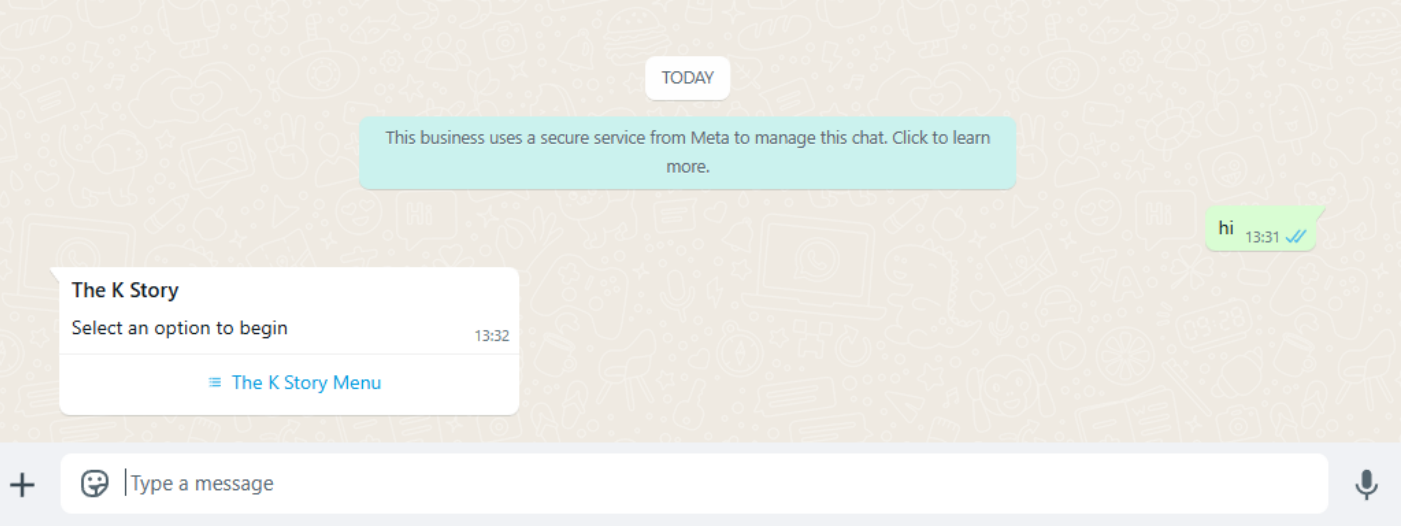 TODAY
This business uses a secure service from Meta to manage this chat. Click to learn
more.
hi 13:31
The K Story
Select an option to begin
13:32
The K Story Menu
Type a message